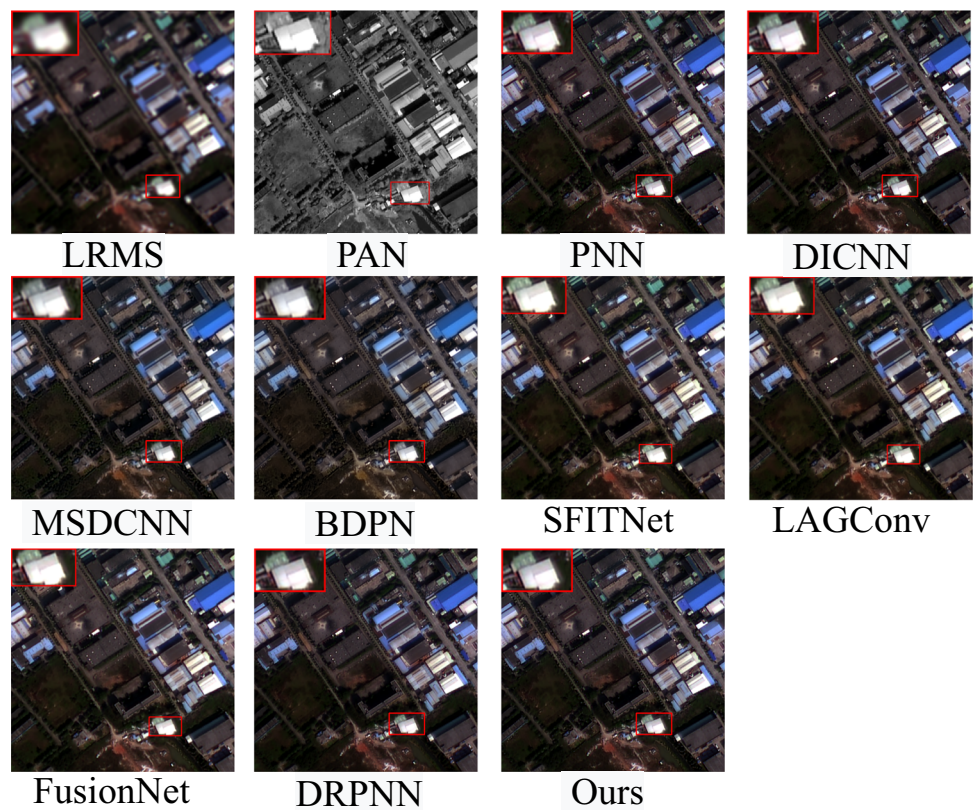 LRMS PAN PNN DICNN
MSDCNN BDPN SFITNet LAGConv
FusionNet DRPNN Ours